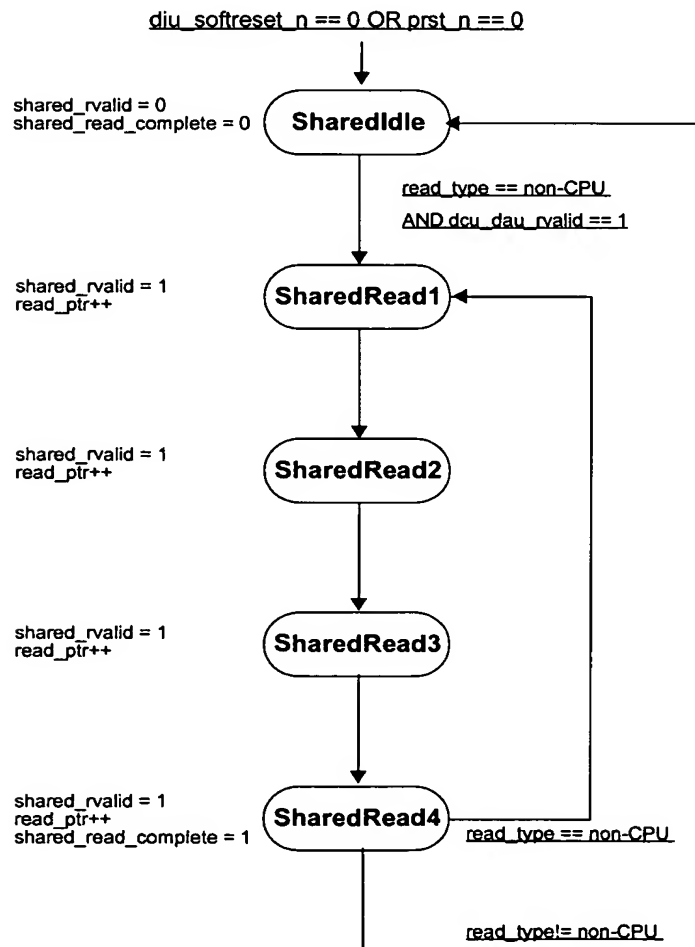 diu_softreset_n == 0 OR prst_n == 0
shared_rvalid = 0
shared_read_complete = 0
SharedIdle
read_type == non-CPU
AND dcu_dau_rvalid == 1
shared_rvalid = 1
read_ptr++
SharedRead1
shared_rvalid = 1
read_ptr++
SharedRead2
shared_rvalid = 1
read_ptr++
SharedRead3
shared_rvalid = 1
read_ptr++
shared_read_complete = 1
SharedRead4
read_type == non-CPU
read_type!= non-CPU